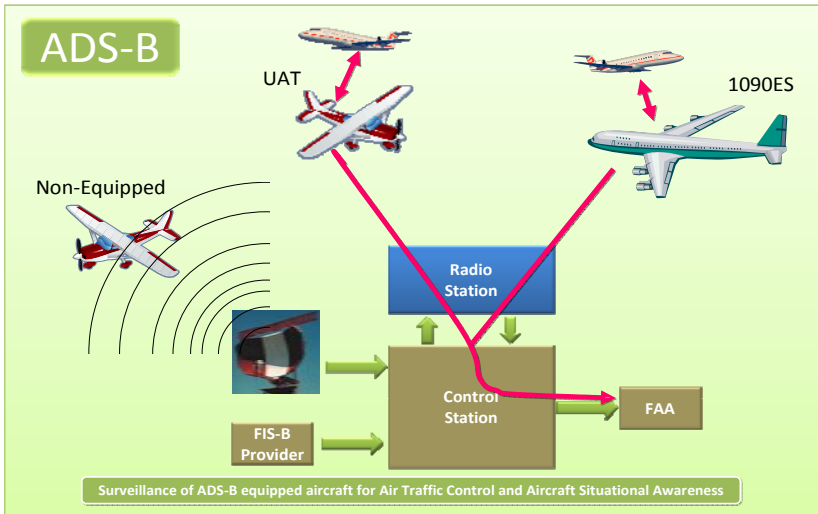 ADS-B
UAT
1090ES
Non-Equipped
Radio
Station
Control
Station
FAA
FIS-B
Provider
Surveillance of ADS-B equipped aircraft for Air Traffic Control and Aircraft Situational Awareness